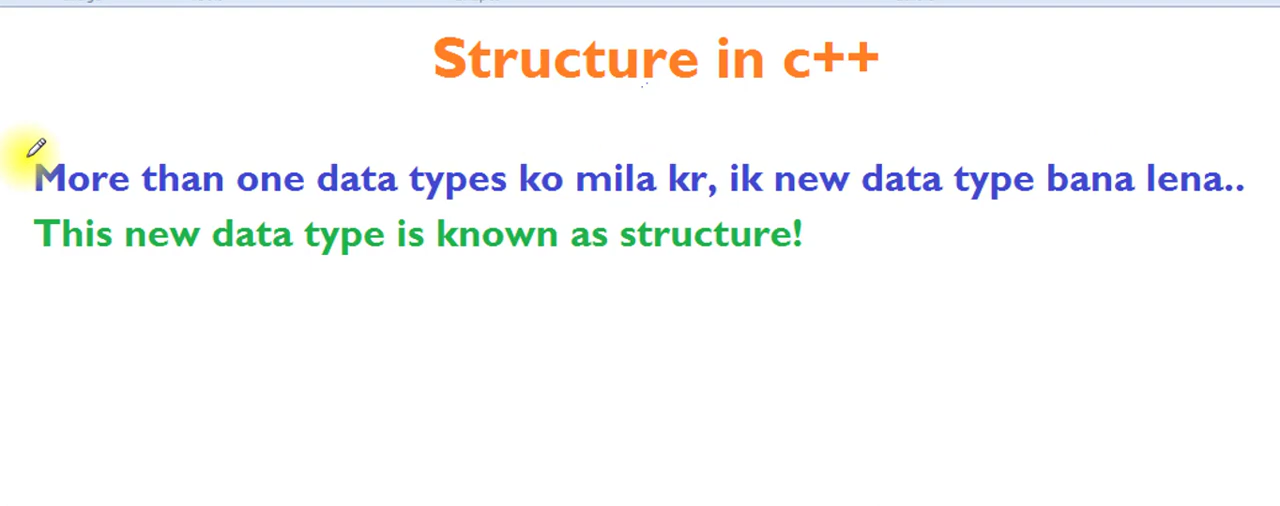 Structure in c++
More than one data types ko mila kr, ik new data type bana lena..
This new data type is known as structure!